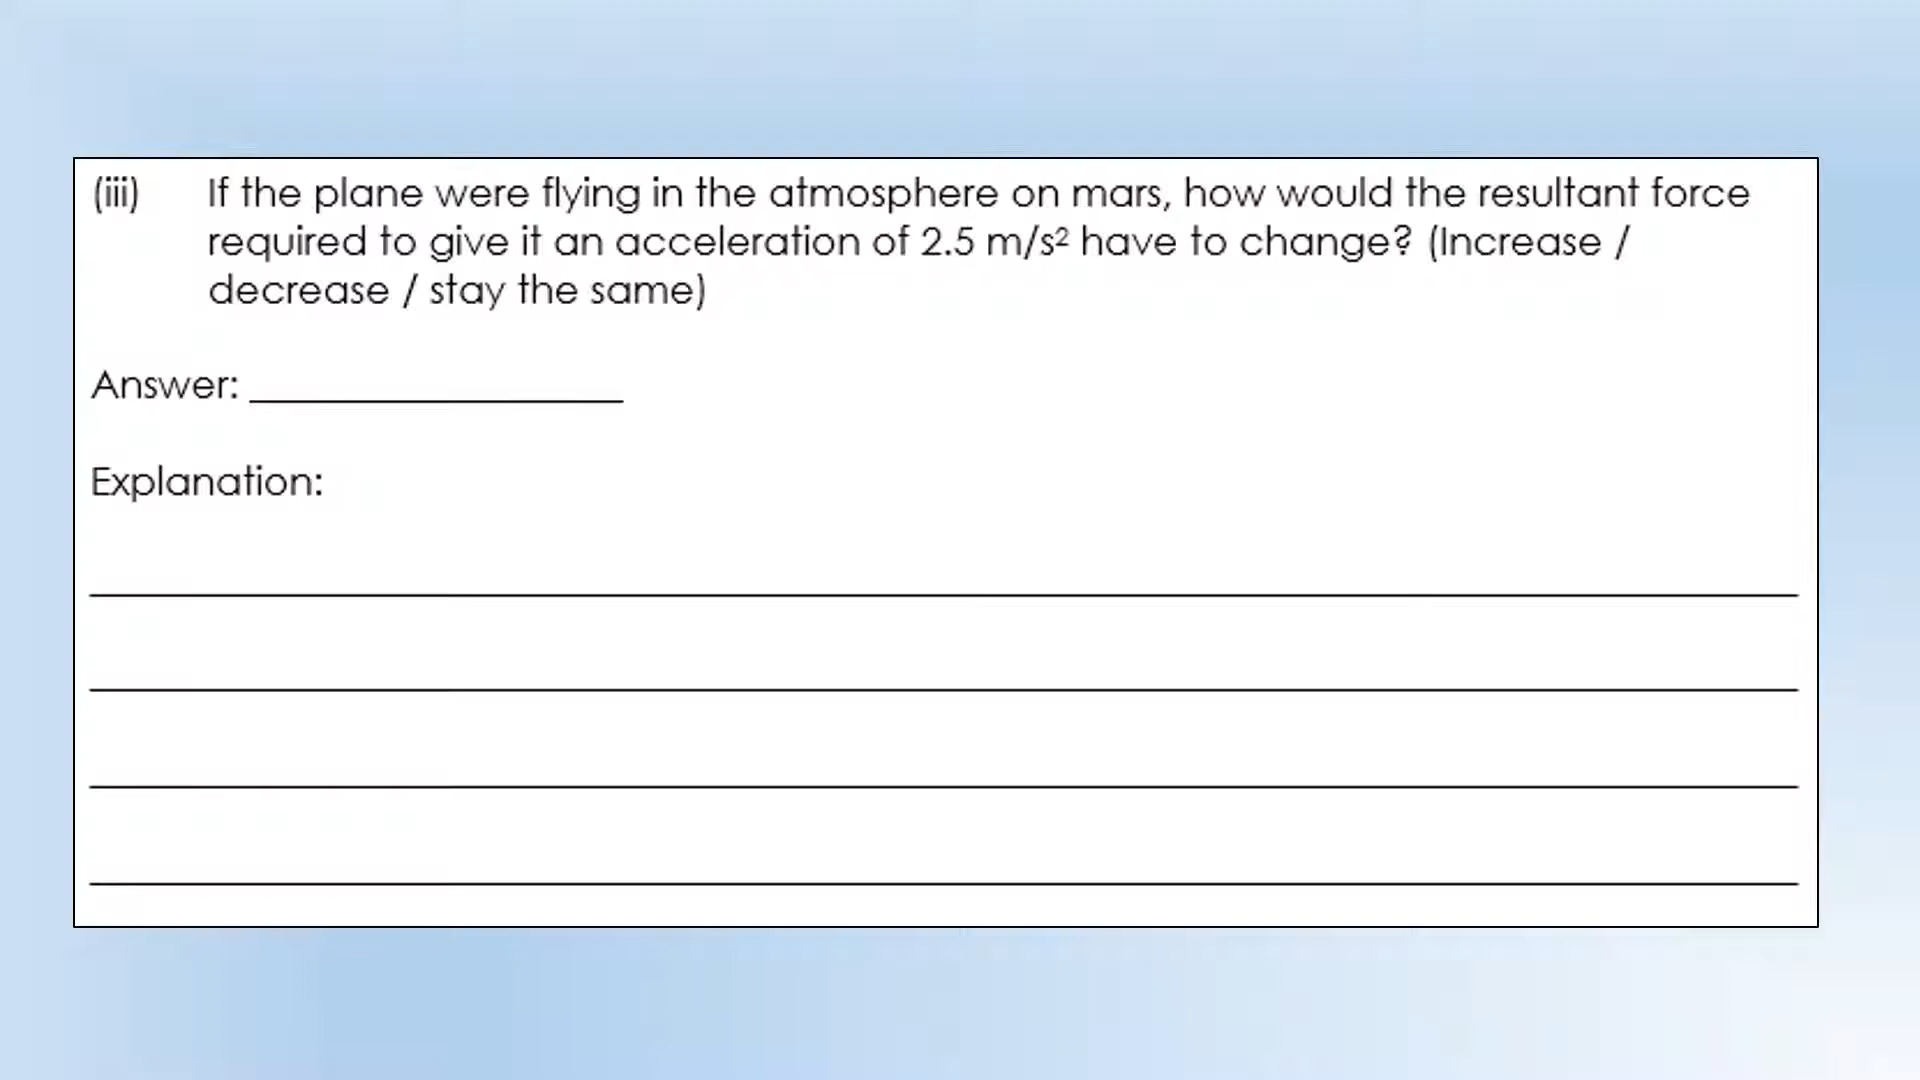 (iii) If the plane were flying in the atmosphere on mars, how would the resultant force
required to give it an acceleration of 2.5 m/s² have to change? (Increase /
decrease / stay the same)
Answer: ____________________
Explanation: